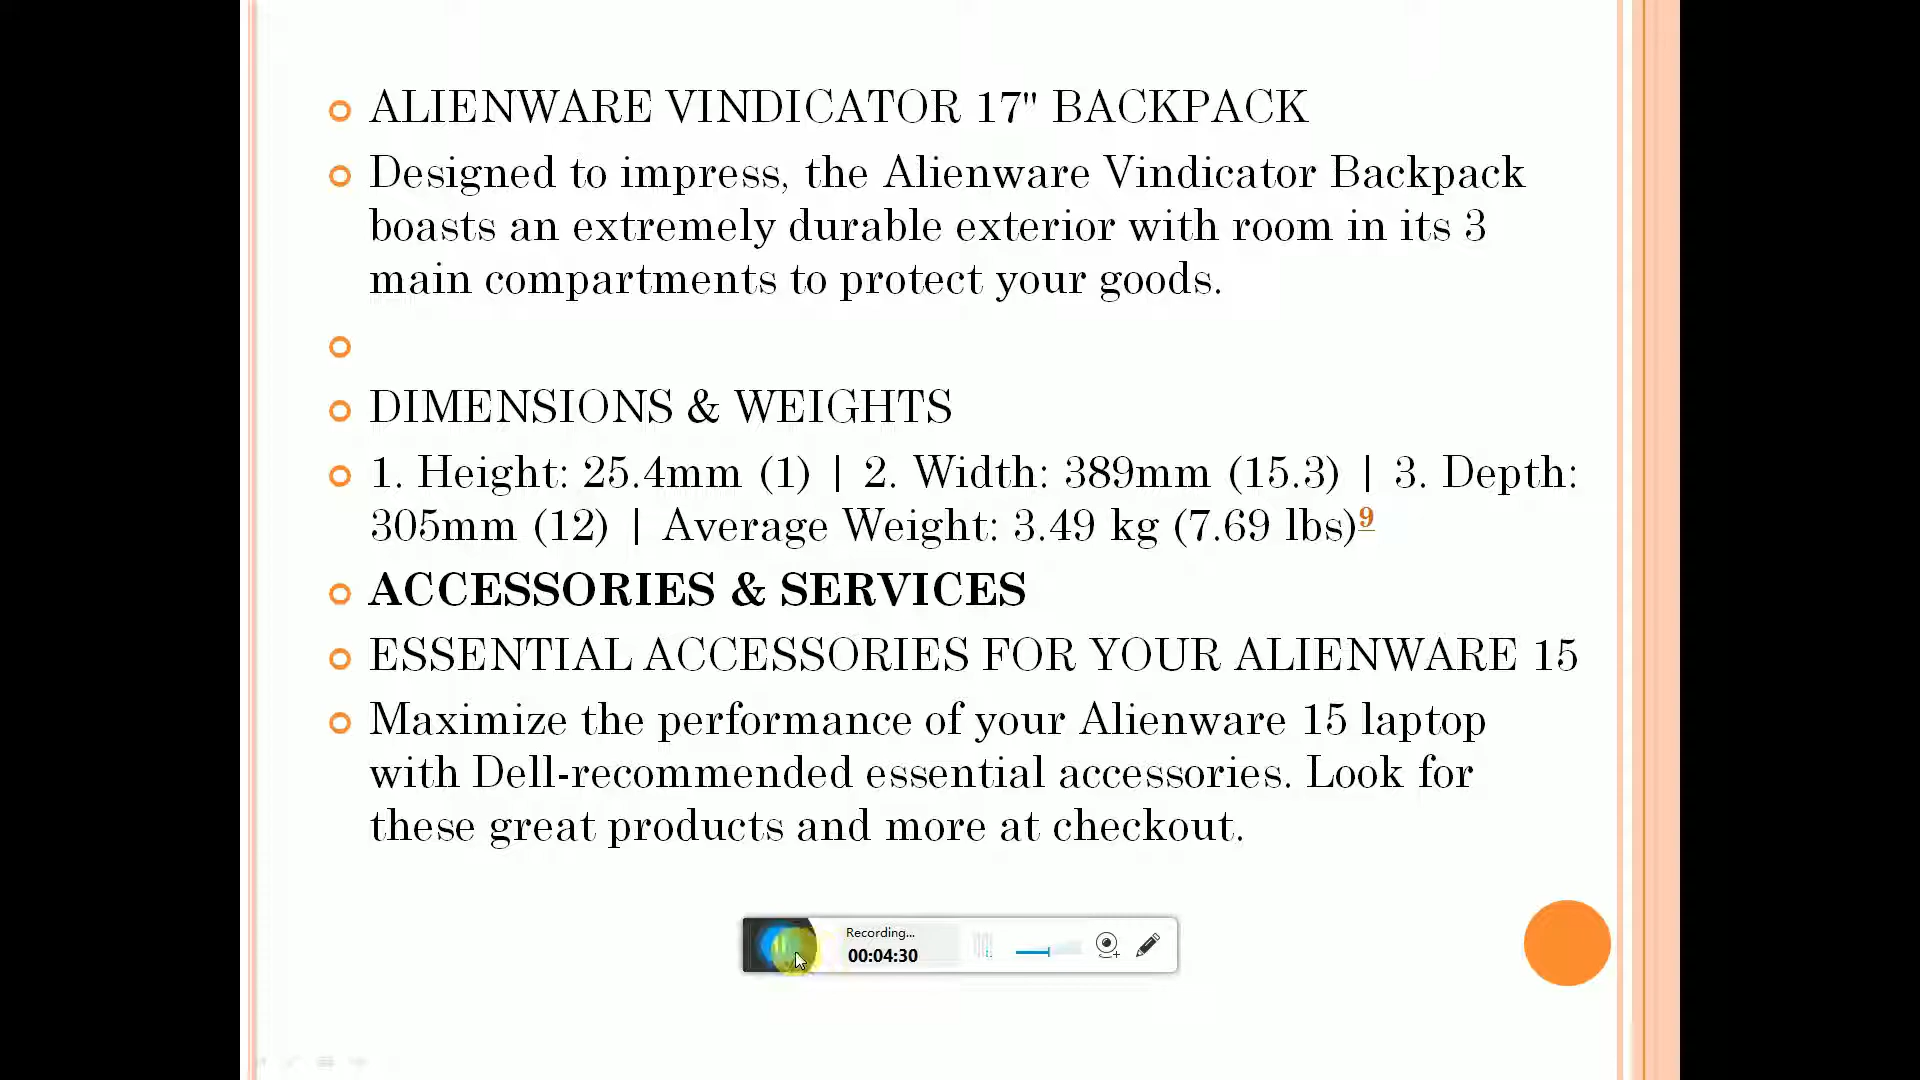 ALIENWARE VINDICATOR 17" BACKPACK
Designed to impress, the Alienware Vindicator Backpack
boasts an extremely durable exterior with room in its 3
main compartments to protect your goods.
DIMENSIONS & WEIGHTS
1. Height: 25.4mm (1) | 2. Width: 389mm (15.3) | 3. Depth:
305mm (12) | Average Weight: 3.49 kg (7.69 lbs)9
ACCESSORIES & SERVICES
ESSENTIAL ACCESSORIES FOR YOUR ALIENWARE 15
Maximize the performance of your Alienware 15 laptop
with Dell-recommended essential accessories. Look for
these great products and more at checkout.
Recording...
00:04:30